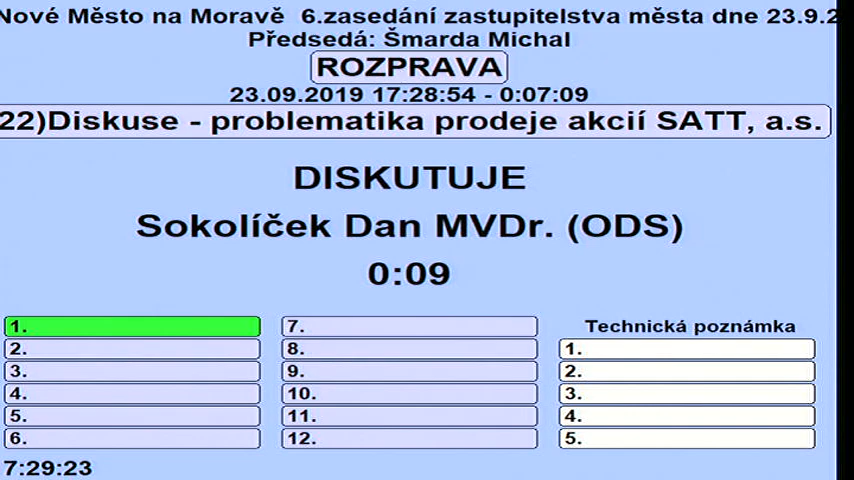 Nové Město na Moravě 6.zasedání zastupitelstva města dne 23.9.2
Předsedá: Šmarda Michal
ROZPRAVA
23.09.2019 17:28:54 - 0:07:09
22)Diskuse - problematika prodeje akcií SATT, a.s.
DISKUTUJE
Sokolíček Dan MVDr. (ODS)
0:09
1.
2.
3.
4.
5.
6.
7.
8.
9.
10.
11.
12.
Technická poznámka
1.
2.
3.
4.
5.
7:29:23